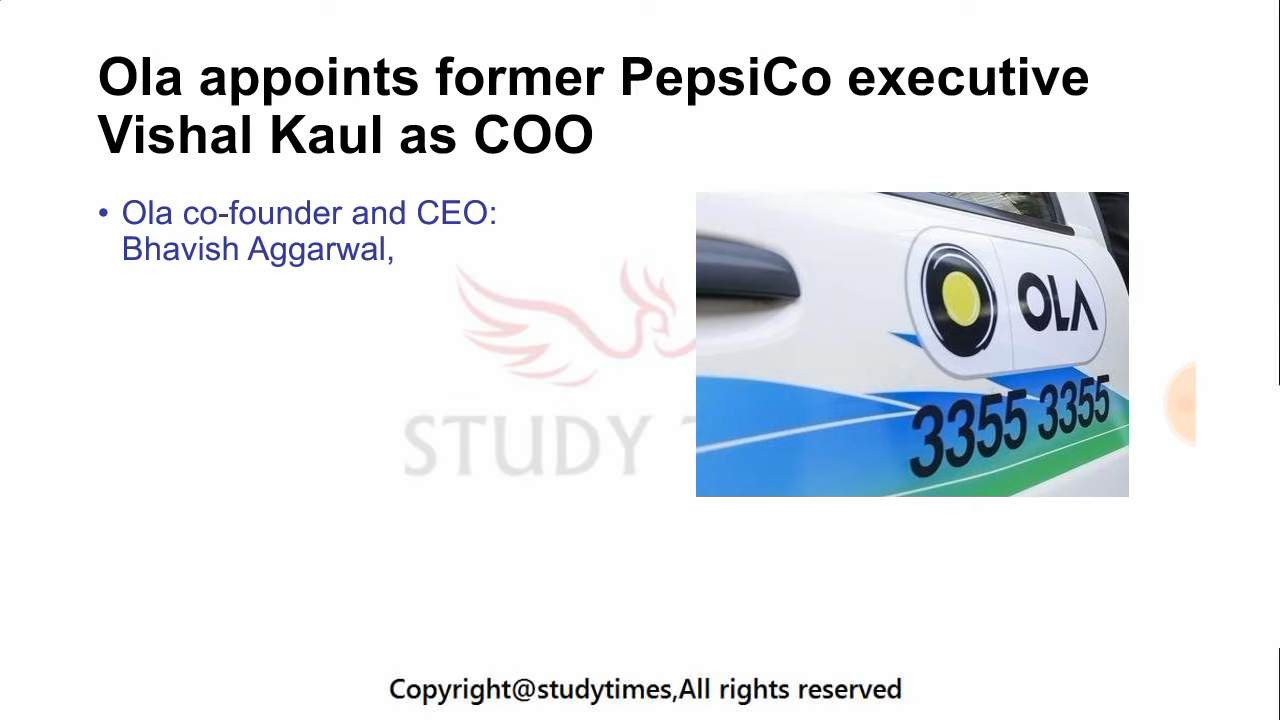 Ola appoints former PepsiCo executive
Vishal Kaul as COO
• Ola co-founder and CEO:
Bhavish Aggarwal,
OLA
3355 3355
STUDY T
Copyright@studytimes,All rights reserved